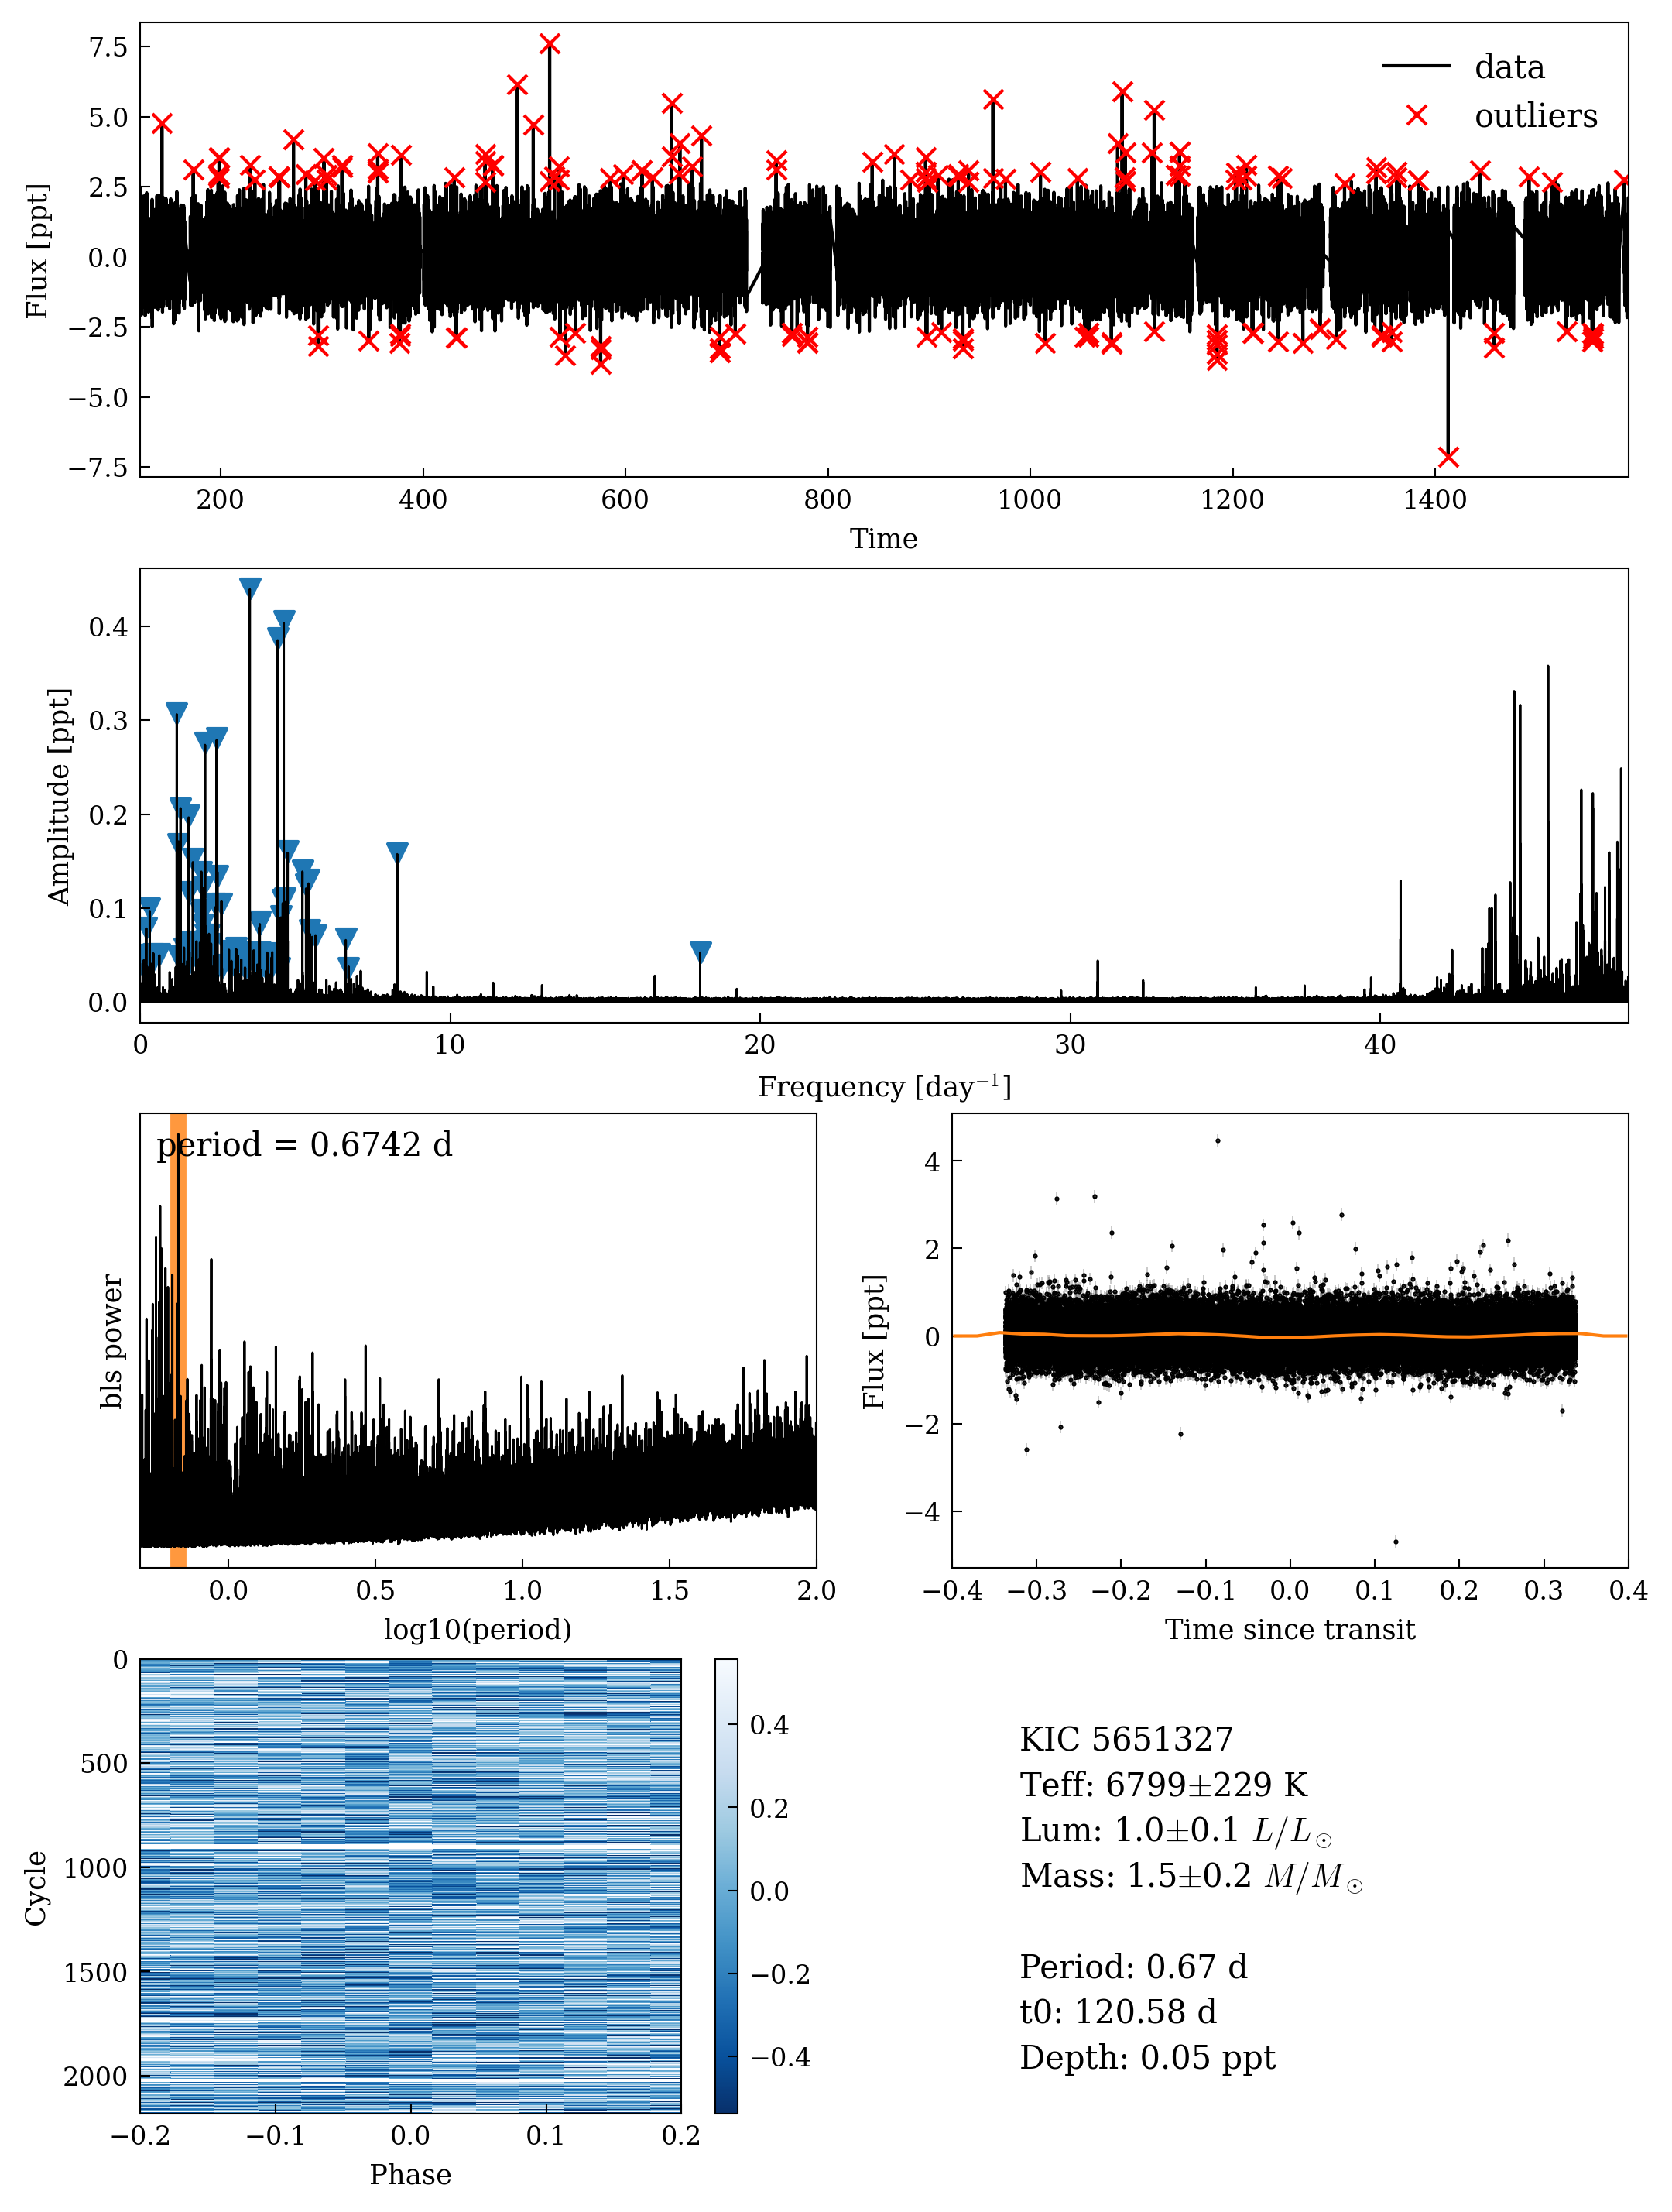 7.5
5.0
2.5
0.0
−2.5
−5.0
−7.5
Flux [ppt]
data
outliers
200 400 600 800 1000 1200 1400
Time
0.4
0.3
0.2
0.1
0.0
Amplitude [ppt]
0 10 20 30 40
Frequency [day⁻¹]
period = 0.6742 d
bls power
0.0 0.5 1.0 1.5 2.0
log10(period)
4
2
0
−2
−4
Flux [ppt]
−0.4 −0.3 −0.2 −0.1 0.0 0.1 0.2 0.3 0.4
Time since transit
0
500
1000
1500
2000
Cycle
−0.2 −0.1 0.0 0.1 0.2
Phase
0.4
0.2
0.0
−0.2
−0.4
KIC 5651327
Teff: 6799±229 K
Lum: 1.0±0.1 L/L⊙
Mass: 1.5±0.2 M/M⊙
Period: 0.67 d
t0: 120.58 d
Depth: 0.05 ppt